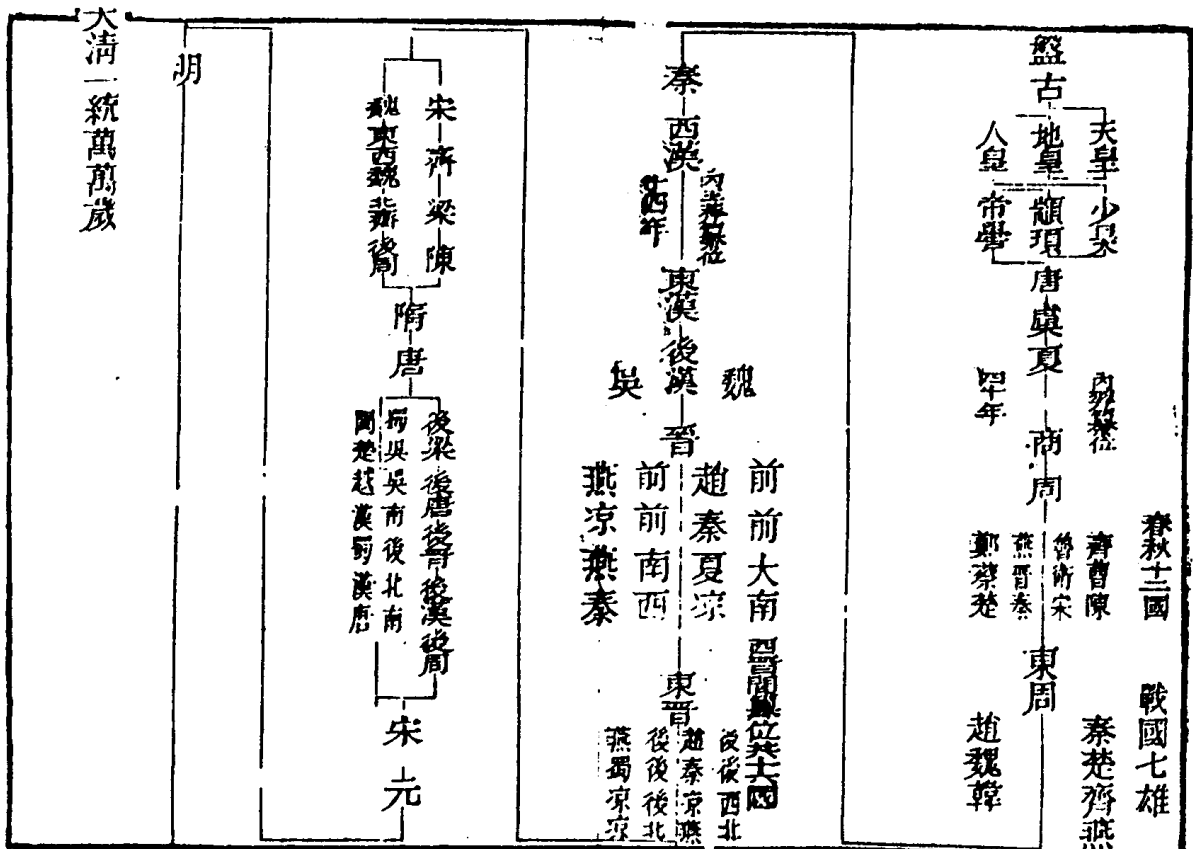 盤古
天皇
地皇
人皇
少昊
顓頊
帝嚳
唐虞夏
四十年
商周
春秋十二國
齊曹陳
魯衛宋
燕晉秦
鄭蔡楚
東周
戰國七雄
秦楚齊燕
趙魏韓
秦
西漢
東漢
後漢
魏
吳
晉
前前大南
趙秦夏凉
前前南西
燕凉燕秦
東晉
後後西北
趙秦凉燕
後後後北
燕蜀凉凉
宋齊梁陳
魏東西魏
後周
隋
唐
後梁後唐後晉後漢後周
吳吳南後北南
閩楚越漢蜀漢唐
宋
元
明
大清一統萬萬歲